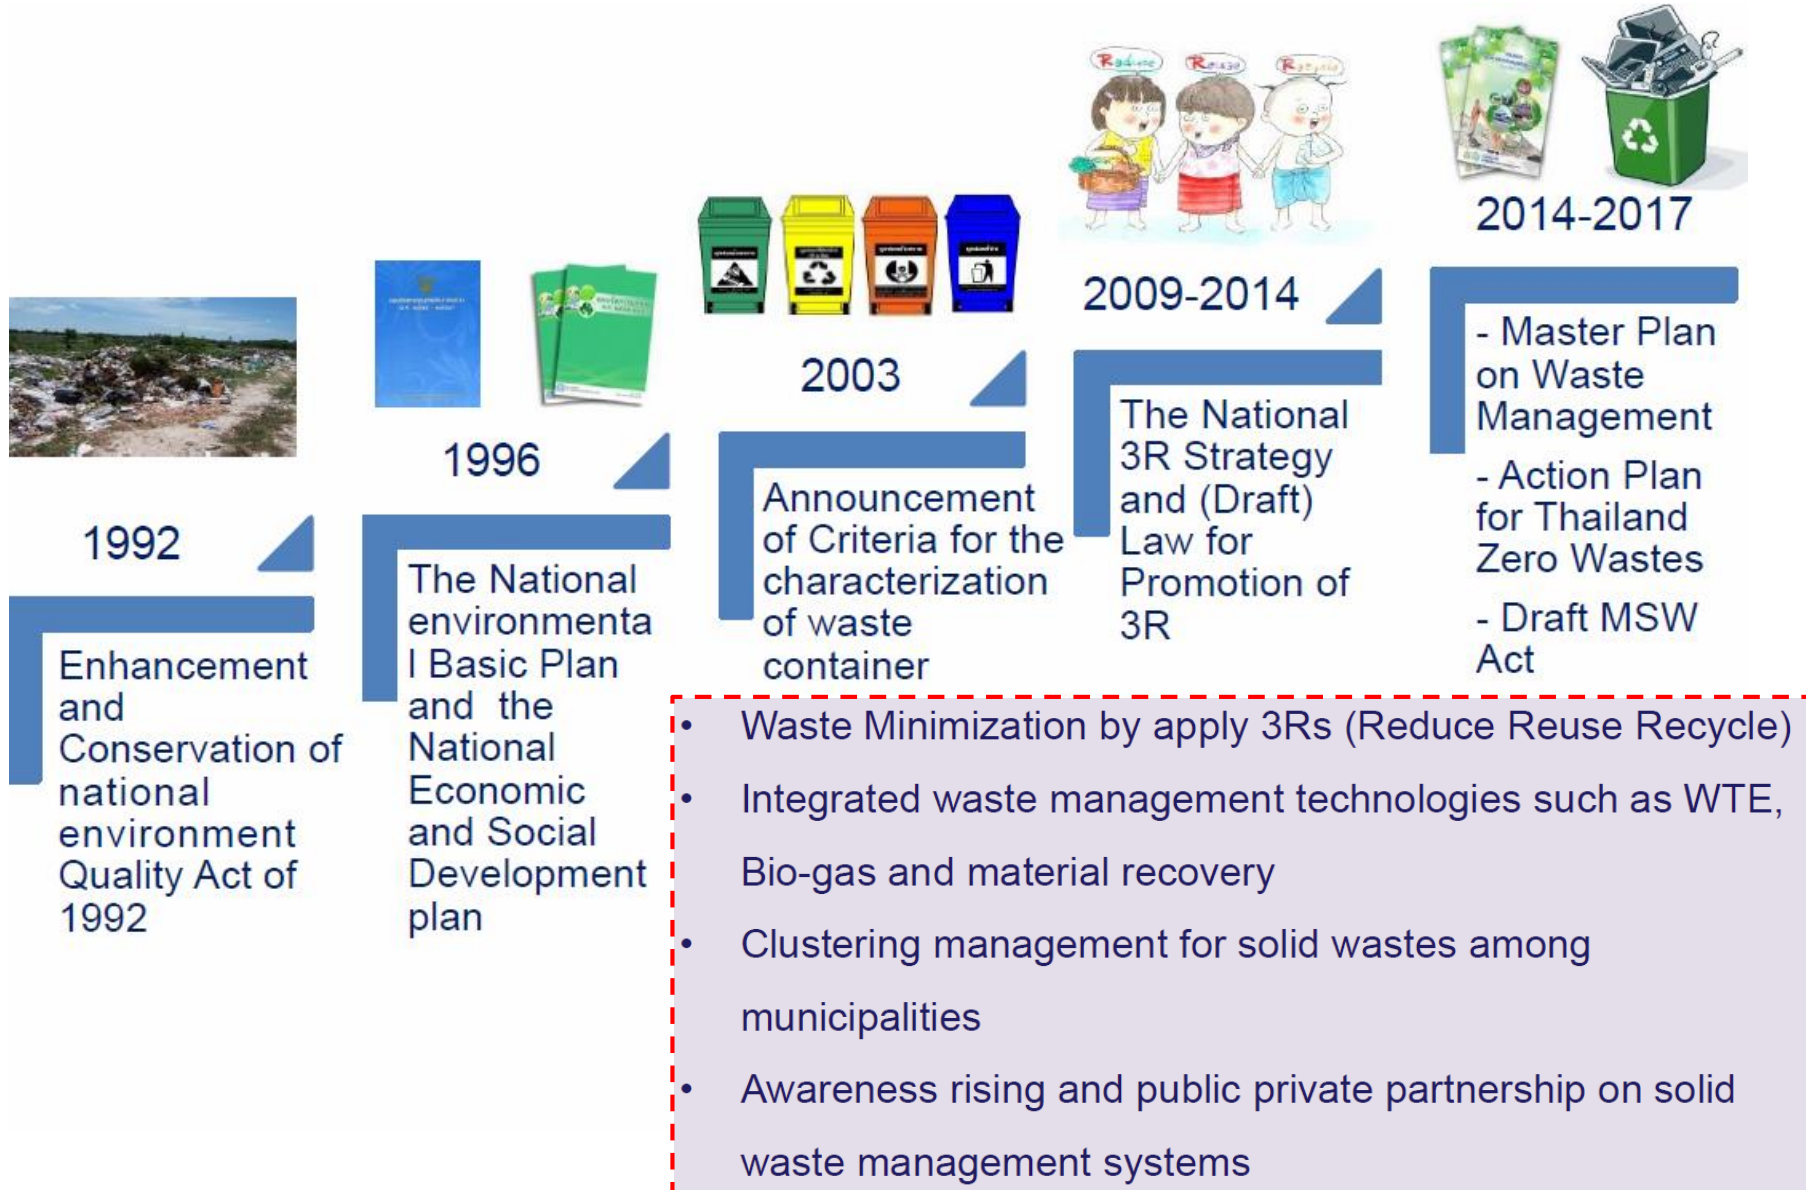 1992
Enhancement
and
Conservation of
national
environment
Quality Act of
1992
1996
The National
environmenta
l Basic Plan
and the
National
Economic
and Social
Development
plan
2003
Announcement
of Criteria for the
characterization
of waste
container
Reduce
Reuse
Recycle
2009-2014
The National
3R Strategy
and (Draft)
Law for
Promotion of
3R
2014-2017
- Master Plan
on Waste
Management
- Action Plan
for Thailand
Zero Wastes
- Draft MSW
Act
• Waste Minimization by apply 3Rs (Reduce Reuse Recycle)
• Integrated waste management technologies such as WTE,
Bio-gas and material recovery
• Clustering management for solid wastes among
municipalities
• Awareness rising and public private partnership on solid
waste management systems